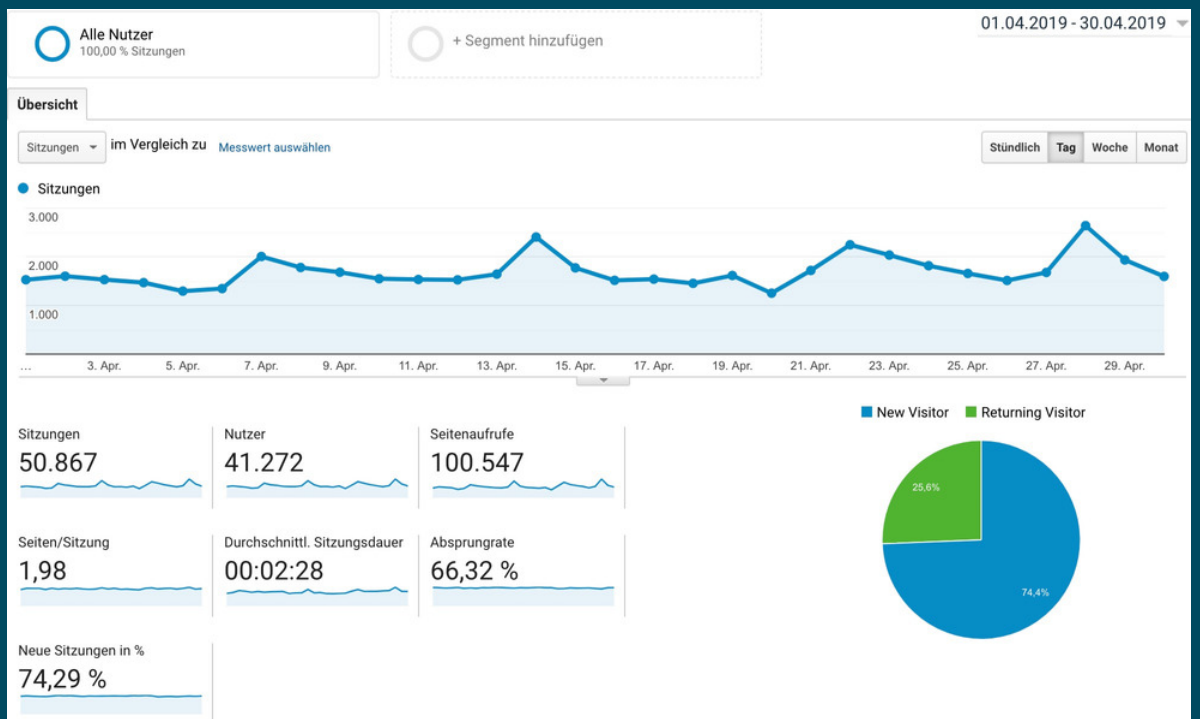 Alle Nutzer
100,00 % Sitzungen
+ Segment hinzufügen
01.04.2019 - 30.04.2019
Übersicht
Sitzungen im Vergleich zu Messwert auswählen
Stündlich Tag Woche Monat
Sitzungen
3.000
2.000
1.000
... 3. Apr. 5. Apr. 7. Apr. 9. Apr. 11. Apr. 13. Apr. 15. Apr. 17. Apr. 19. Apr. 21. Apr. 23. Apr. 25. Apr. 27. Apr. 29. Apr.
New Visitor Returning Visitor
Sitzungen Nutzer Seitenaufrufe
50.867 41.272 100.547
Seiten/Sitzung Durchschnittl. Sitzungsdauer Absprungrate
1,98 00:02:28 66,32 %
Neue Sitzungen in %
74,29 %
25,6%
74,4%